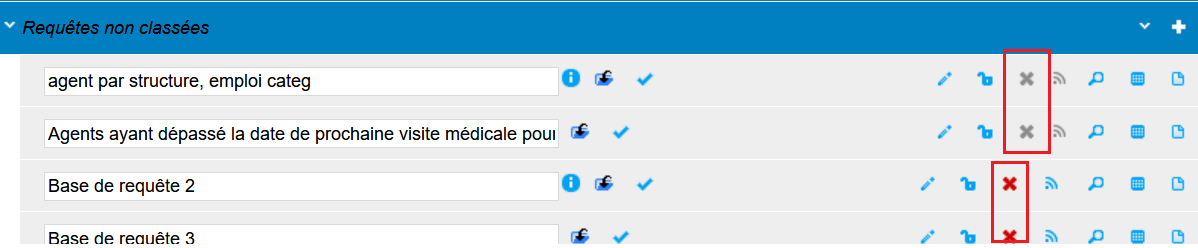 Requêtes non classées
agent par structure, emploi categ
Agents ayant dépassé la date de prochaine visite médicale pour
Base de requête 2
Base de requête 3